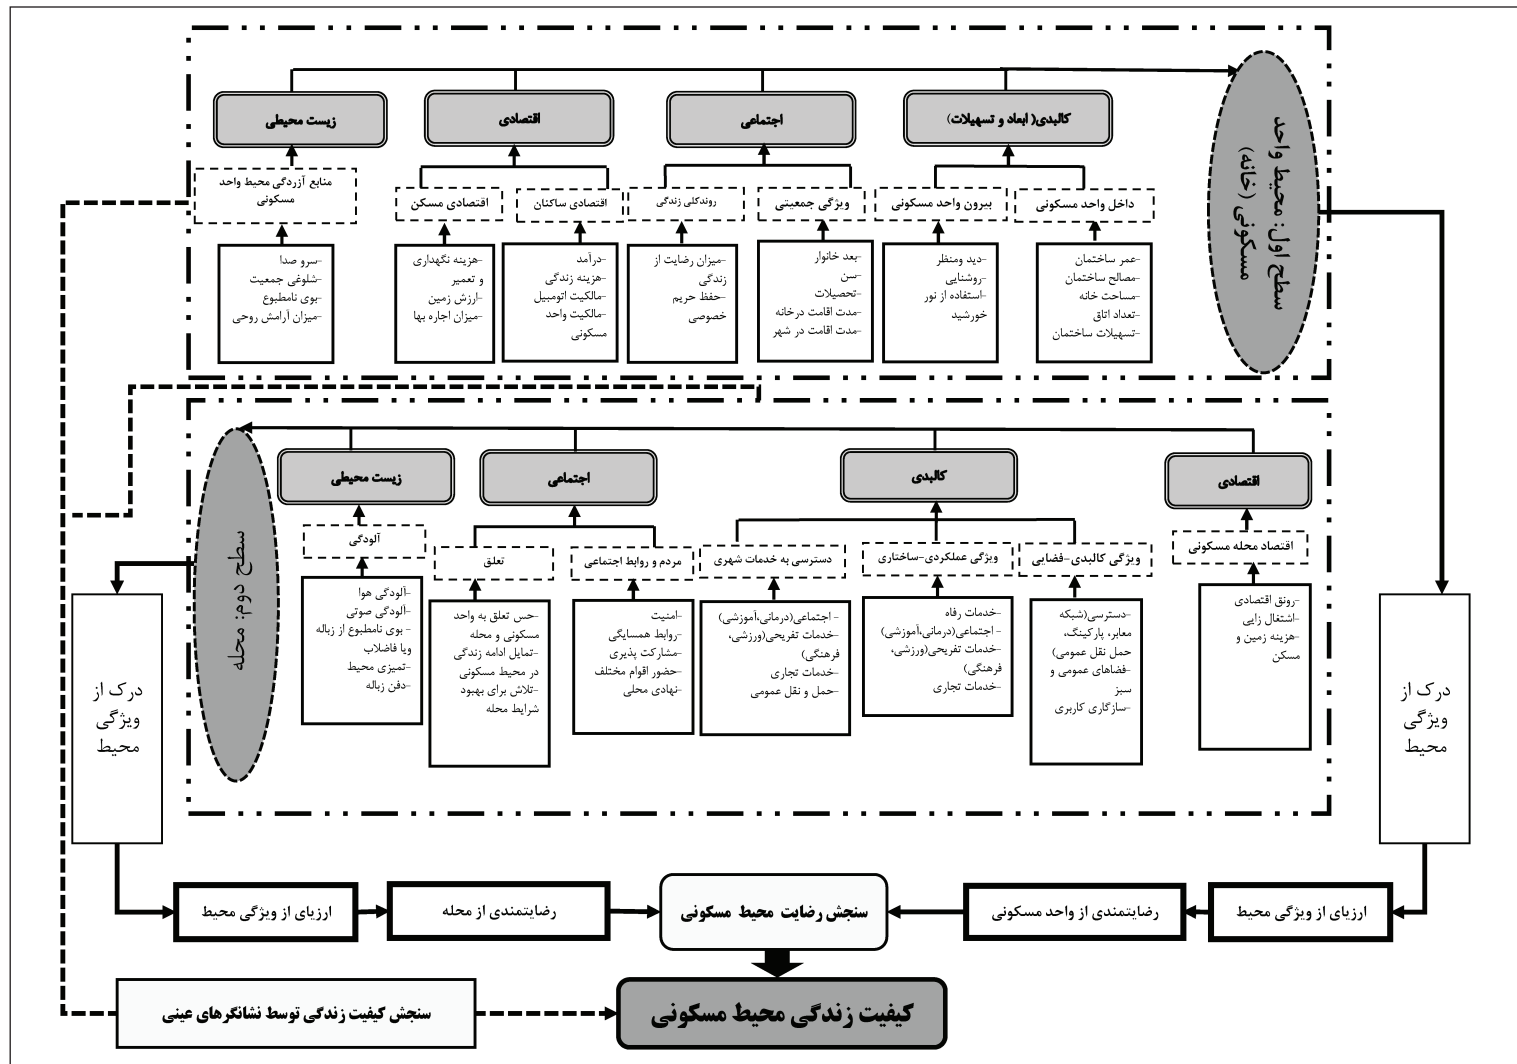 سطح اول: محیط واحد
مسکونی (خانه)
کالبدی( ابعاد و تسهیلات)
اجتماعی
اقتصادی
زیست محیطی
داخل واحد مسکونی
بیرون واحد مسکونی
ویژگی جمعیتی
روندکلی زندگی
اقتصادی ساکنان
اقتصادی مسکن
منابع آزردگی محیط واحد
مسکونی
-عمر ساختمان
-مصالح ساختمان
-مساحت خانه
-تعداد اتاق
-تسهیلات ساختمان
-دید ومنظر
-روشنایی
-استفاده از نور
خورشید
-بعد خانوار
-سن
-تحصیلات
-مدت اقامت درخانه
-مدت اقامت در شهر
-میزان رضایت از
زندگی
-حفظ حریم
خصوصی
-درآمد
-هزینه زندگی
-مالکیت اتومبیل
-مالکیت واحد
مسکونی
-هزینه نگهداری
و تعمیر
-ارزش زمین
-میزان اجاره بها
-سرو صدا
-شلوغی جمعیت
-بوی نامطبوع
-میزان آرامش روحی
سطح دوم: محله
اقتصادی
کالبدی
اجتماعی
زیست محیطی
اقتصاد محله مسکونی
ویژگی کالبدی-فضایی
ویژگی عملکردی-ساختاری
دسترسی به خدمات شهری
مردم و روابط اجتماعی
تعلق
آلودگی
-رونق اقتصادی
-اشتغال زایی
-هزینه زمین و
مسکن
-دسترسی(شبکه
معابر، پارکینگ،
حمل نقل عمومی)
-فضاهای عمومی و
سبز
-سازگاری کاربری
-خدمات رفاه
- اجتماعی(درمانی،آموزشی)
-خدمات تفریحی(ورزشی،
فرهنگی)
-خدمات تجاری
- اجتماعی(درمانی،آموزشی)
-خدمات تفریحی(ورزشی،
فرهنگی)
-خدمات تجاری
-حمل و نقل عمومی
-امنیت
-روابط همسایگی
-مشارکت پذیری
-حضور اقوام مختلف
-نهادی محلی
-حس تعلق به واحد
مسکونی و محله
-تمایل ادامه زندگی
در محیط مسکونی
-تلاش برای بهبود
شرایط محله
-آلودگی هوا
-آلودگی صوتی
- بوی نامطبوع از زباله
ویا فاضلاب
-تمیزی محیط
-دفن زباله
درک از
ویژگی
محیط
درک از
ویژگی
محیط
ارزیای از ویژگی محیط
رضایتمندی از واحد مسکونی
سنجش رضایت محیط مسکونی
رضایتمندی از محله
ارزیای از ویژگی محیط
کیفیت زندگی محیط مسکونی
سنجش کیفیت زندگی توسط نشانگرهای عینی